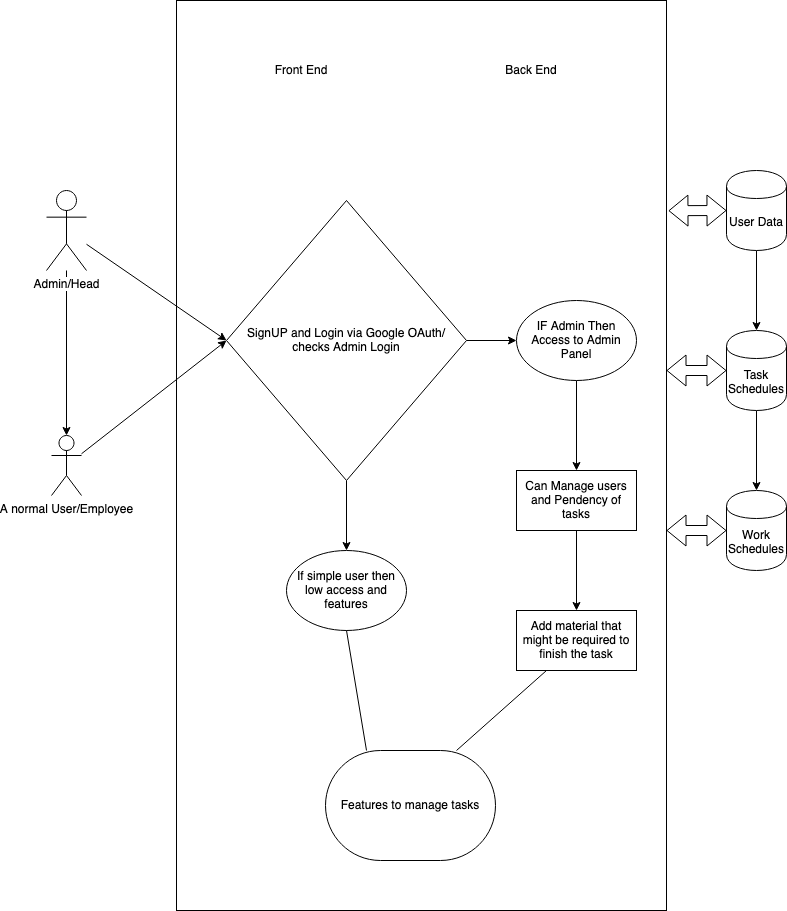 Front End
Back End
User Data
Admin/Head
SignUP and Login via Google OAuth/
checks Admin Login
IF Admin Then
Access to Admin
Panel
Task
Schedules
A normal User/Employee
Can Manage users
and Pendency of
tasks
Work
Schedules
If simple user then
low access and
features
Add material that
might be required to
finish the task
Features to manage tasks